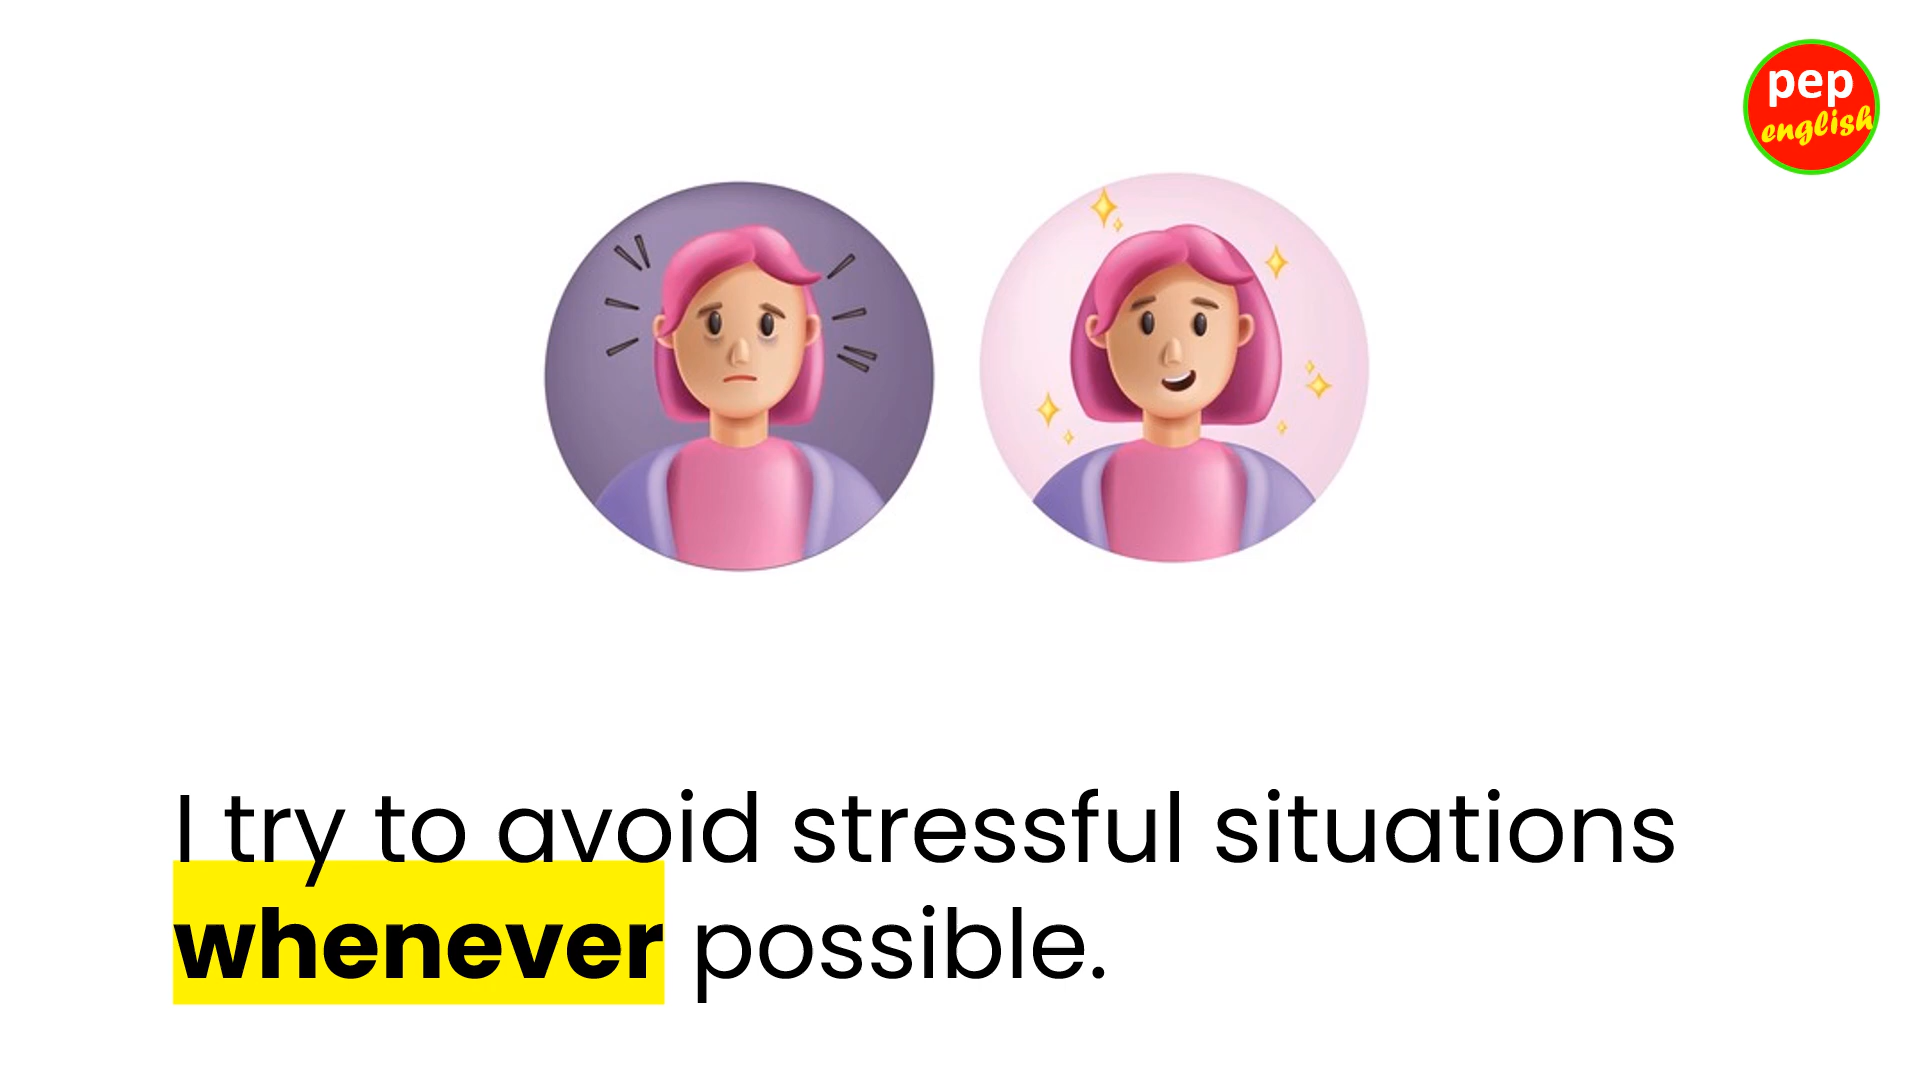 pep
english
I try to avoid stressful situations
whenever possible.